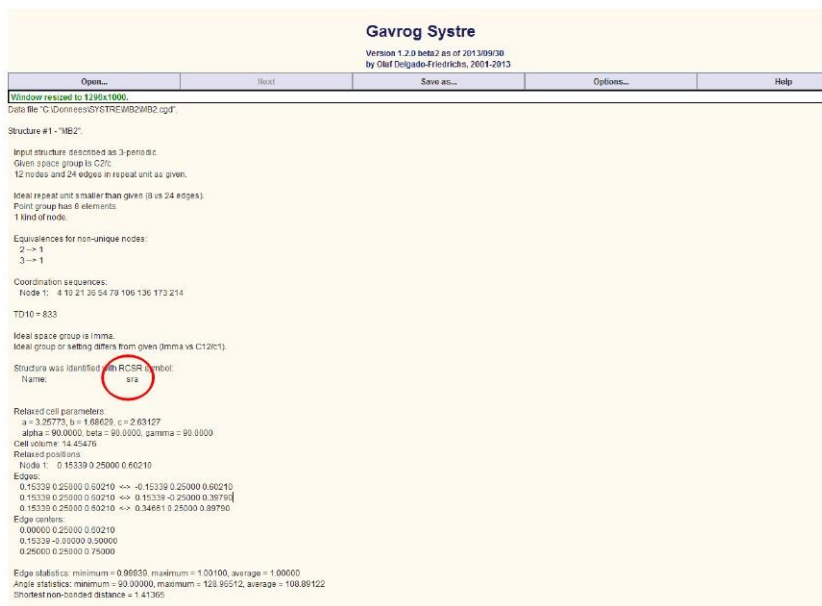 Gavrog Systre
Version 1.2.0 beta2 as of 2013/09/30
by Olaf Delgado-Friedrichs, 2001-2013
Open... Next Save as... Options... Help
Window resized to 1296x1000.
Data file "C:\Donnees\SYSTRE\MB2\MB2.cgd".
Structure #1 - "MB2".
Input structure described as 3-periodic.
Given space group is C2/c.
12 nodes and 24 edges in repeat unit as given.
Ideal repeat unit smaller than given (8 vs 24 edges).
Point group has 8 elements.
1 kind of node.
Equivalences for non-unique nodes:
2 --> 1
3 --> 1
Coordination sequences:
Node 1: 4 10 21 36 54 78 106 136 173 214
TD10 = 833
Ideal space group is Imma.
Ideal group or setting differs from given (Imma vs C12/c1).
Structure was identified with RCSR symbol:
Name: sra
Relaxed cell parameters:
a = 3.25773, b = 1.68629, c = 2.63127
alpha = 90.0000, beta = 90.0000, gamma = 90.0000
Cell volume: 14.45476
Relaxed positions:
Node 1: 0.15339 0.25000 0.60210
Edges:
0.15339 0.25000 0.60210 <-> -0.15339 0.25000 0.60210
0.15339 0.25000 0.60210 <-> 0.15339 -0.25000 0.39790
0.15339 0.25000 0.60210 <-> 0.34661 0.25000 0.89790
Edge centers:
0.00000 0.25000 0.60210
0.15339 -0.00000 0.50000
0.25000 0.25000 0.75000
Edge statistics: minimum = 0.99939, maximum = 1.00100, average = 1.00000
Angle statistics: minimum = 90.00000, maximum = 128.96512, average = 108.89122
Shortest non-bonded distance = 1.41365